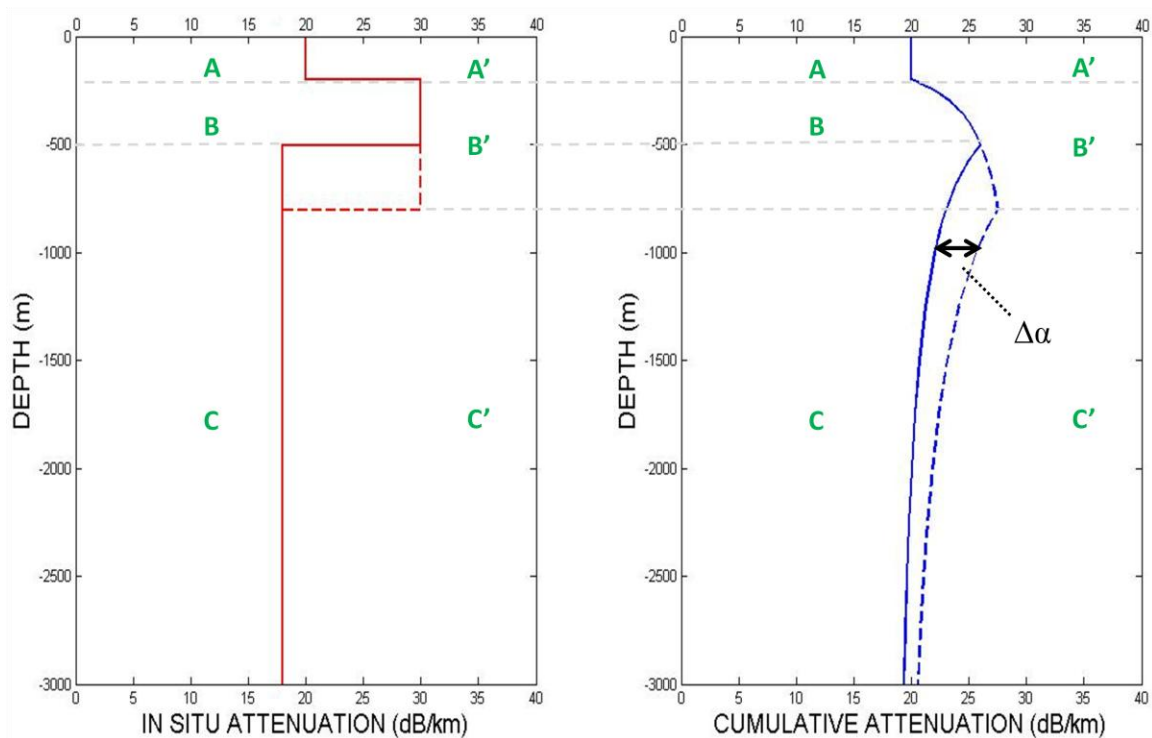 0 5 10 15 20 25 30 35 40
0 5 10 15 20 25 30 35 40
0
-500
-1000
-1500
-2000
-2500
-3000
DEPTH (m)
A
A’
B
B’
C
C’
0 5 10 15 20 25 30 35 40
IN SITU ATTENUATION (dB/km)
0
-500
-1000
-1500
-2000
-2500
-3000
DEPTH (m)
A
A’
B
B’
Δα
C
C’
0 5 10 15 20 25 30 35 40
CUMULATIVE ATTENUATION (dB/km)